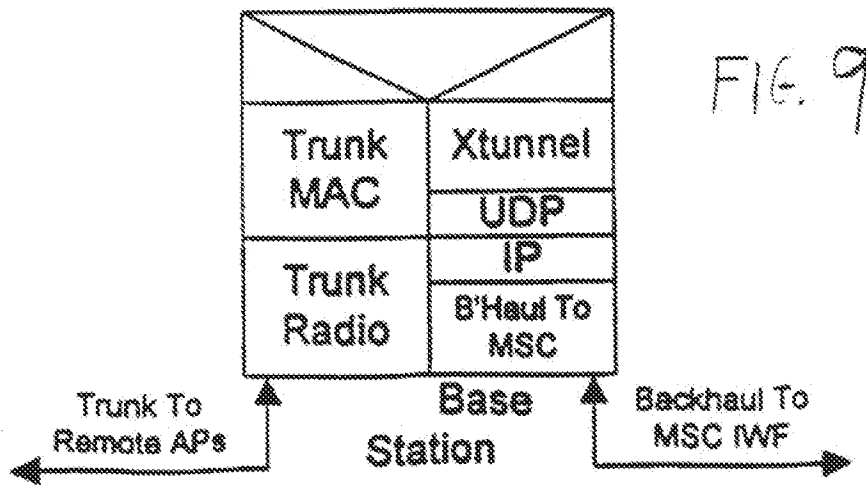 FIG. 9
Trunk
MAC
Xtunnel
UDP
IP
Trunk
Radio
B'Haul To
MSC
Trunk To
Remote APs
Base
Station
Backhaul To
MSC IWF